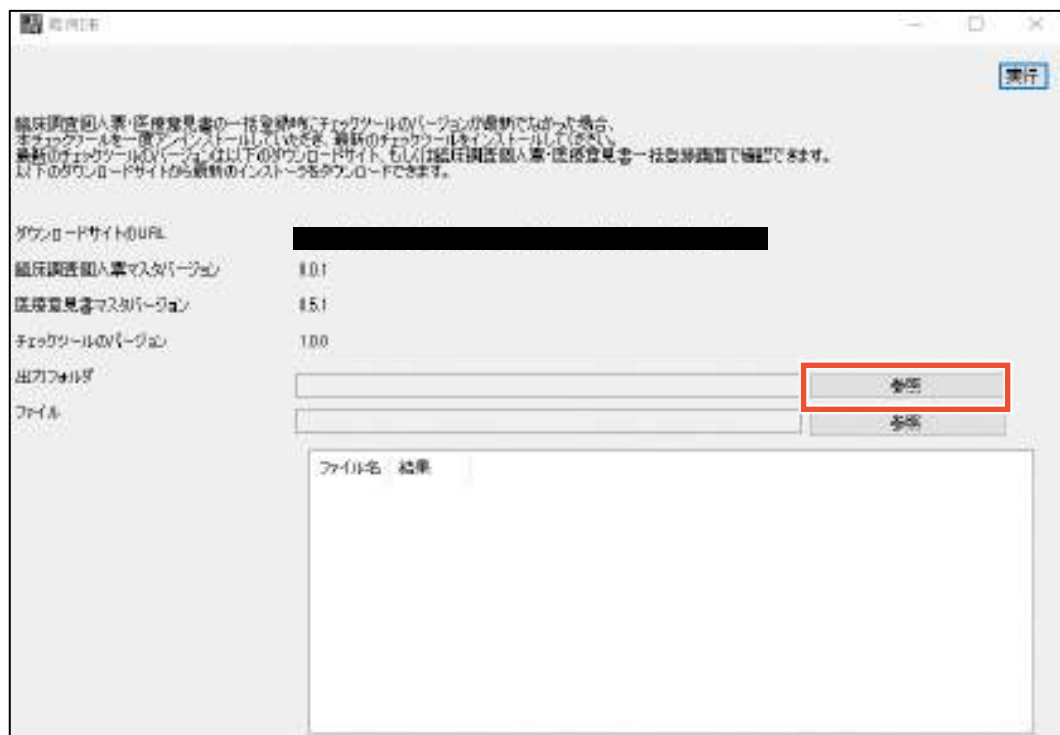 難病DB
実行
臨床調査個人票・医療意見書の一括登録時にチェックツールのバージョンが最新でなかった場合、
本チェックツールを一度アンインストールしていただき、最新のチェックツールをインストールしてください。
最新のチェックツールのバージョンは以下のダウンロードサイト、もしくは臨床調査個人票・医療意見書一括登録画面で確認できます。
以下のダウンロードサイトから最新のインストーラをダウンロードできます。
ダウンロードサイトのURL
臨床調査個人票マスタバージョン
医療意見書マスタバージョン
チェックツールのバージョン 1.0.0
出力フォルダ 参照
ファイル 参照
ファイル名 結果